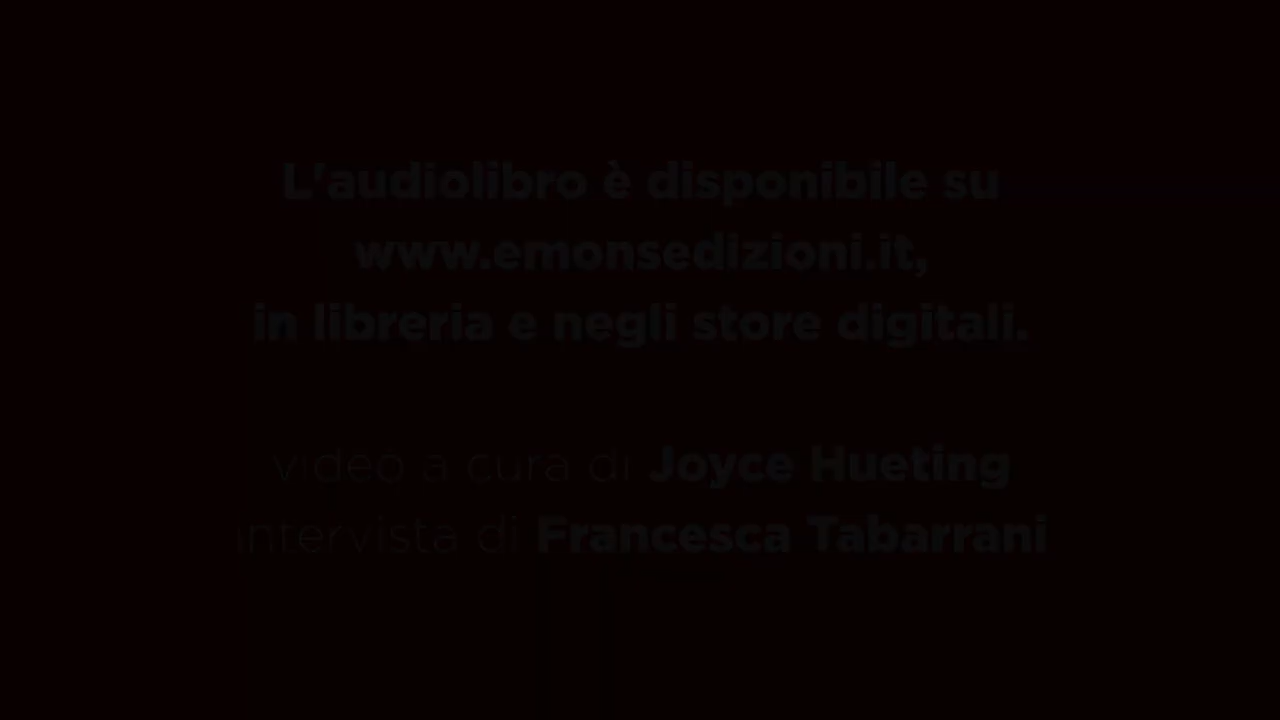 L'audiolibro è disponibile su
www.emonsedizioni.it,
in libreria e negli store digitali.
video a cura di Joyce Hueting
intervista di Francesca Tabarrani